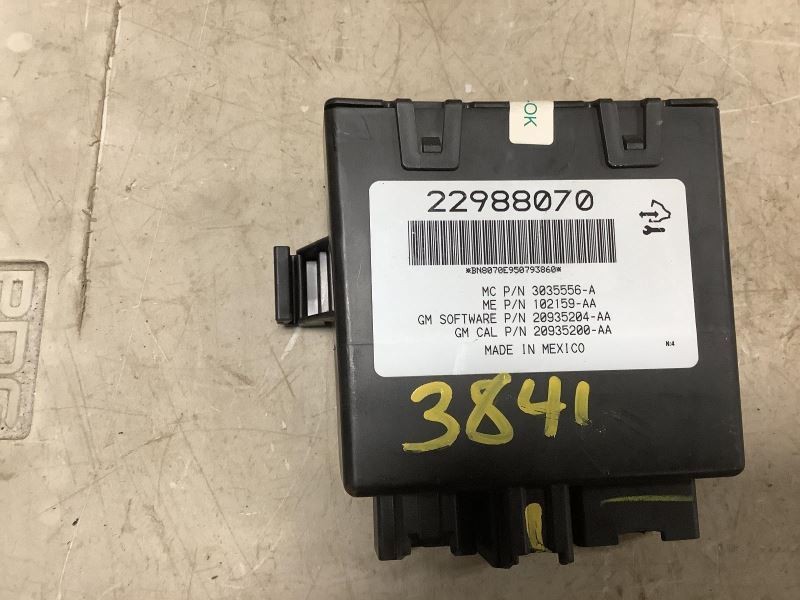 OK
22988070
*BN8070E950793860*
MC P/N 3035556-A
ME P/N 102159-AA
GM SOFTWARE P/N 20935204-AA
GM CAL P/N 20935200-AA
MADE IN MEXICO
N:4
3841